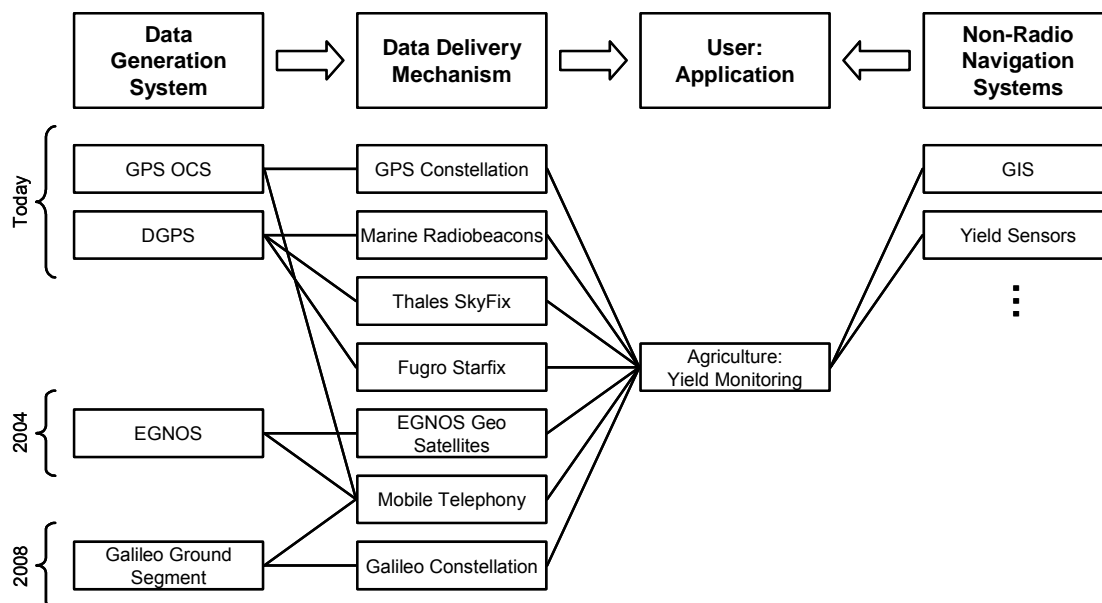 Data
Generation
System
Data Delivery
Mechanism
User:
Application
Non-Radio
Navigation
Systems
Today
GPS OCS
GPS Constellation
GIS
DGPS
Marine Radiobeacons
Yield Sensors
Thales SkyFix
Fugro Starfix
Agriculture:
Yield Monitoring
2004
EGNOS
EGNOS Geo
Satellites
Mobile Telephony
2008
Galileo Ground
Segment
Galileo Constellation